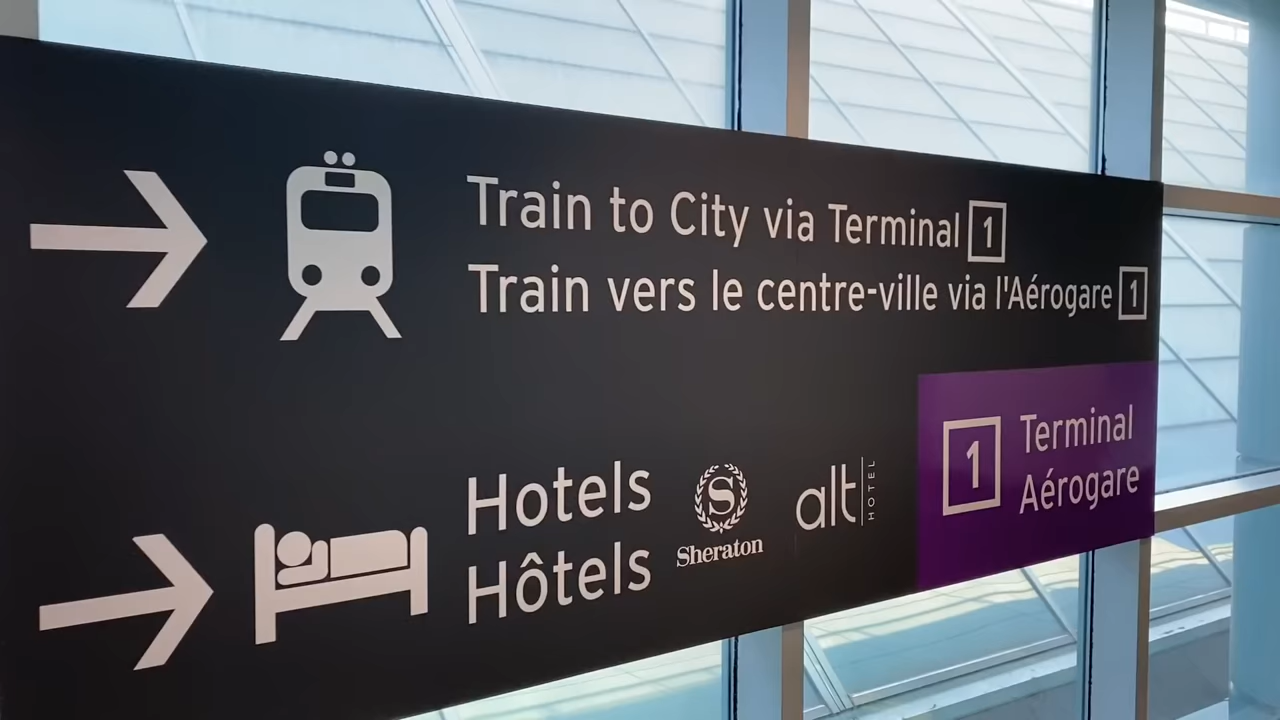 Train to City via Terminal 1
Train vers le centre-ville via l'Aérogare 1
Hotels
Hôtels
S
Sheraton
alt HOTEL
1
Terminal
Aérogare